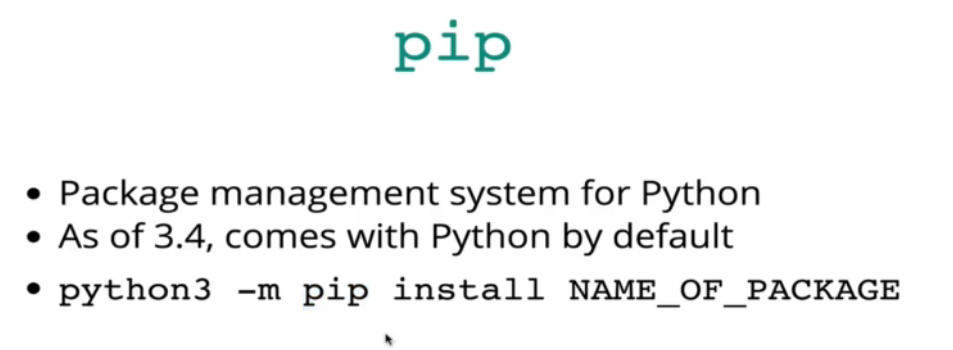 pip
• Package management system for Python
• As of 3.4, comes with Python by default
• python3 -m pip install NAME_OF_PACKAGE